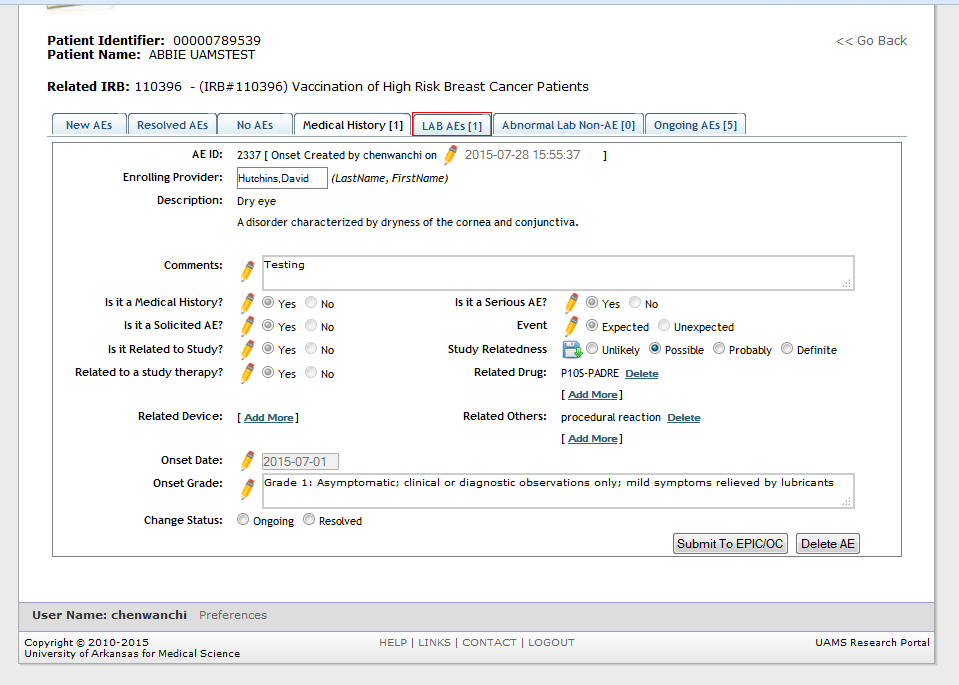 Patient Identifier: 00000789539
<< Go Back
Patient Name: ABBIE UAMSTEST
Related IRB: 110396 - (IRB#110396) Vaccination of High Risk Breast Cancer Patients
New AEs Resolved AEs No AEs Medical History [1] LAB AEs [1] Abnormal Lab Non-AE [0] Ongoing AEs [5]
AE ID: 2337 [ Onset Created by chenwanchi on 2015-07-28 15:55:37 ]
Enrolling Provider: Hutchins,David (LastName, FirstName)
Description: Dry eye
A disorder characterized by dryness of the cornea and conjunctiva.
Comments: Testing
Is it a Medical History? Yes No Is it a Serious AE? Yes No
Is it a Solicited AE? Yes No Event Expected Unexpected
Is it Related to Study? Yes No Study Relatedness Unlikely Possible Probably Definite
Related to a study therapy? Yes No Related Drug: P10S-PADRE Delete
[ Add More ]
Related Device: [ Add More ] Related Others: procedural reaction Delete
[ Add More ]
Onset Date: 2015-07-01
Onset Grade: Grade 1: Asymptomatic; clinical or diagnostic observations only; mild symptoms relieved by lubricants
Change Status: Ongoing Resolved
Submit To EPIC/OC Delete AE
User Name: chenwanchi Preferences
Copyright © 2010-2015 HELP | LINKS | CONTACT | LOGOUT UAMS Research Portal
University of Arkansas for Medical Science